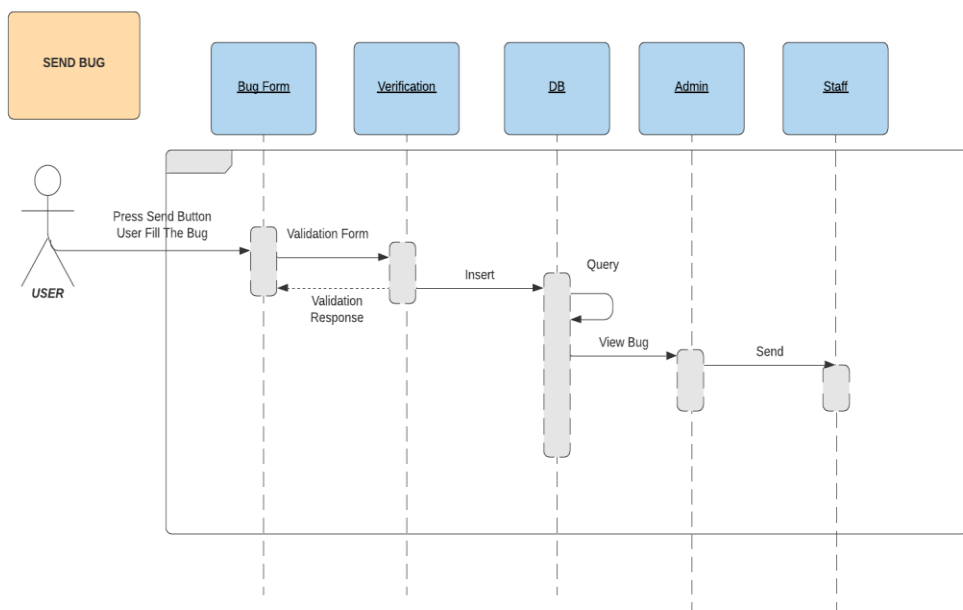 SEND BUG
Bug Form
Verification
DB
Admin
Staff
Press Send Button
User Fill The Bug
Validation Form
Query
Insert
Validation
Response
USER
View Bug
Send